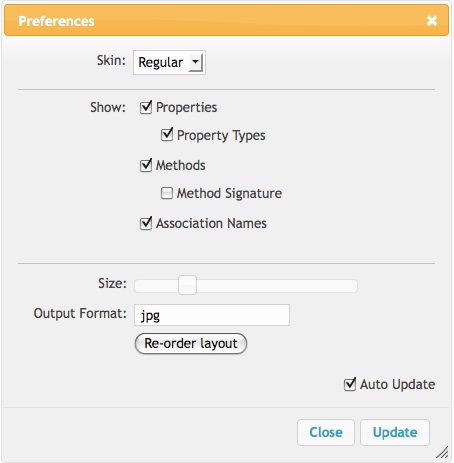 Preferences
Skin: Regular
Show: Properties
Property Types
Methods
Method Signature
Association Names
Size:
Output Format: jpg
Re-order layout
Auto Update
Close Update